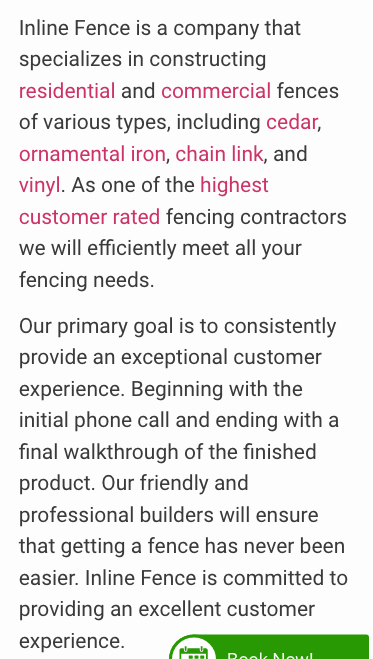 Inline Fence is a company that
specializes in constructing
residential and commercial fences
of various types, including cedar,
ornamental iron, chain link, and
vinyl. As one of the highest
customer rated fencing contractors
we will efficiently meet all your
fencing needs.
Our primary goal is to consistently
provide an exceptional customer
experience. Beginning with the
initial phone call and ending with a
final walkthrough of the finished
product. Our friendly and
professional builders will ensure
that getting a fence has never been
easier. Inline Fence is committed to
providing an excellent customer
experience.
Book Now!